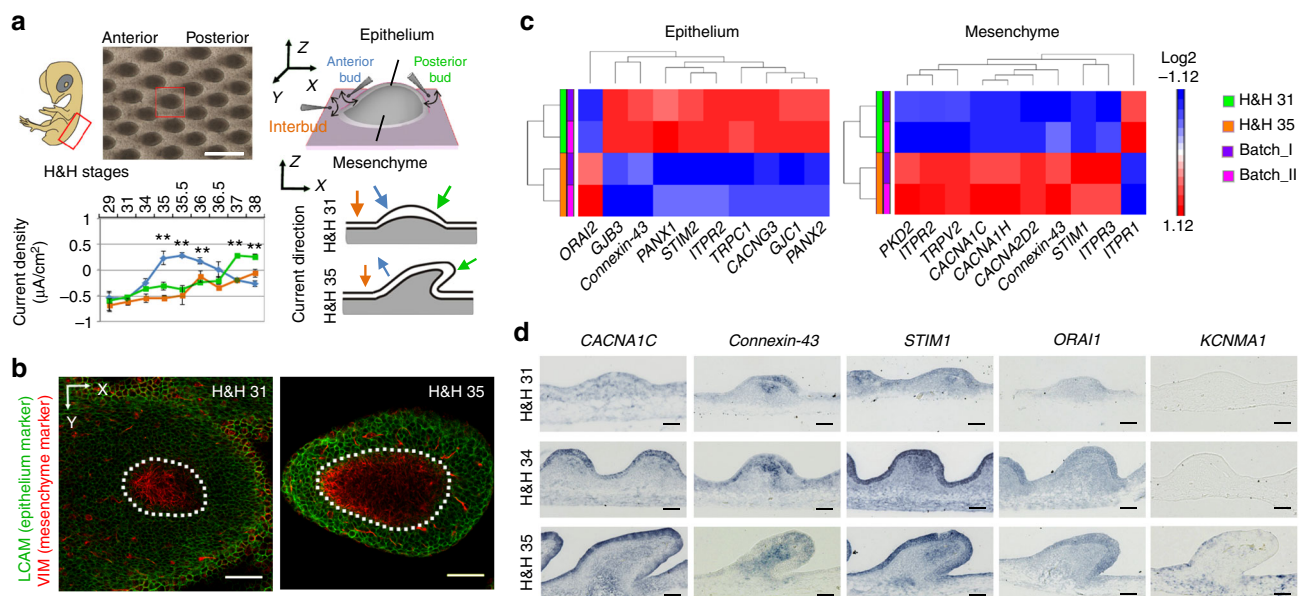 a
Anterior Posterior
Epithelium
Z
X
Y
Anterior bud
Posterior bud
Interbud
H&H stages
29 31 34 35 35.5 36 36.5 37 38
Current density (μA/cm²)
1
0
−0.5
−1
** ** ** ** **
Mesenchyme
Z
X
Current direction
H&H 31
H&H 35
b
LCAM (epithelium marker)
VIM (mesenchyme marker)
X
Y
H&H 31
H&H 35
c
Epithelium
ORAI2 GJB3 Connexin-43 PANX1 STIM2 ITPR2 TRPC1 CACNG3 GJC1 PANX2
Mesenchyme
PKD2 ITPR2 TRPV2 CACNA1C CACNA1H CACNA2D2 Connexin-43 STIM1 ITPR3 ITPR1
Log2
−1.12
1.12
H&H 31
H&H 35
Batch_I
Batch_II
d
CACNA1C Connexin-43 STIM1 ORAI1 KCNMA1
H&H 31
H&H 34
H&H 35